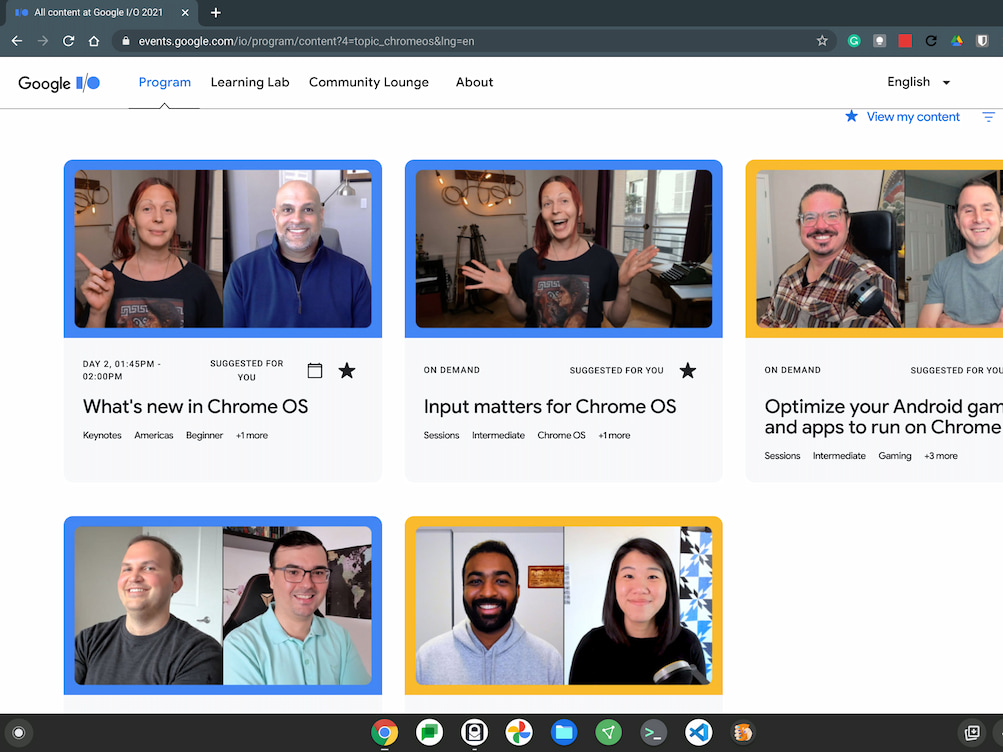 All content at Google I/O 2021
events.google.com/io/program/content?4=topic_chromeos&lng=en
Google I/O
Program
Learning Lab
Community Lounge
About
English
View my content
DAY 2, 01:45PM -
02:00PM
SUGGESTED FOR
YOU
What's new in Chrome OS
Keynotes Americas Beginner +1 more
ON DEMAND
SUGGESTED FOR YOU
Input matters for Chrome OS
Sessions Intermediate Chrome OS +1 more
ON DEMAND
SUGGESTED FOR YOU
Optimize your Android gam
and apps to run on Chrome
Sessions Intermediate Gaming +3 more